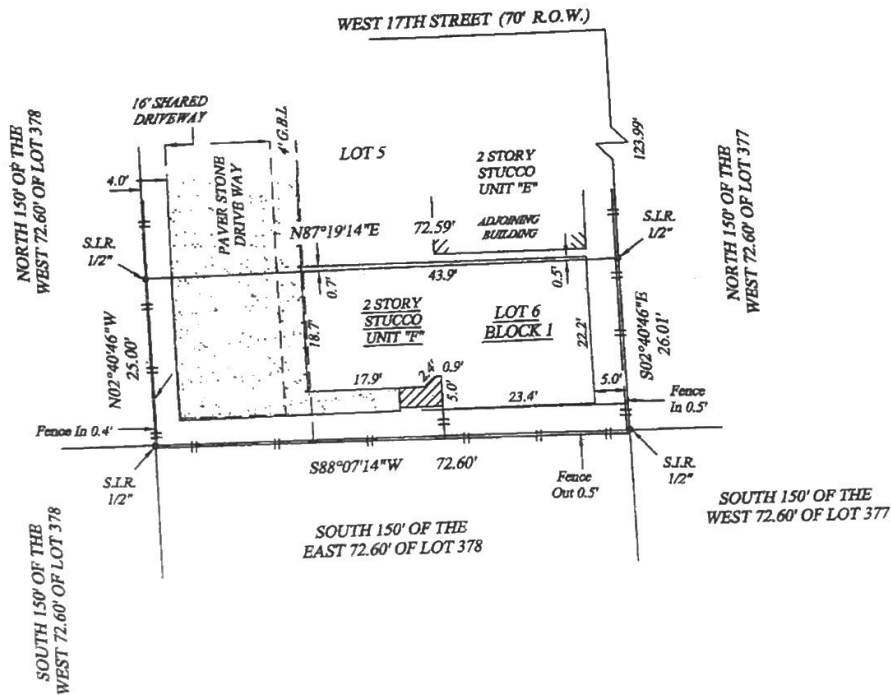 WEST 17TH STREET (70' R.O.W.)
16' SHARED
DRIVEWAY
4' G.B.L
LOT 5
2 STORY
STUCCO
UNIT "E"
123.99'
NORTH 150' OF THE
WEST 72.60' OF LOT 378
NORTH 150' OF THE
WEST 72.60' OF LOT 377
4.0'
PAVER STONE
DRIVE WAY
N87°19'14"E
72.59'
ADJOINING
BUILDING
S.I.R.
1/2"
S.I.R.
1/2"
43.9'
0.7'
0.5'
2 STORY
STUCCO
UNIT "F"
LOT 6
BLOCK 1
18.7'
22.2'
N02°40'46"W
25.00'
S02°40'46"E
26.01'
17.9'
2.4'
0.9'
5.0'
23.4'
5.0'
Fence
In 0.5'
Fence In 0.4'
S.I.R.
1/2"
S88°07'14"W
72.60'
Fence
Out 0.5'
S.I.R.
1/2"
SOUTH 150' OF THE
WEST 72.60' OF LOT 377
SOUTH 150' OF THE
EAST 72.60' OF LOT 378
SOUTH 150' OF THE
WEST 72.60' OF LOT 378